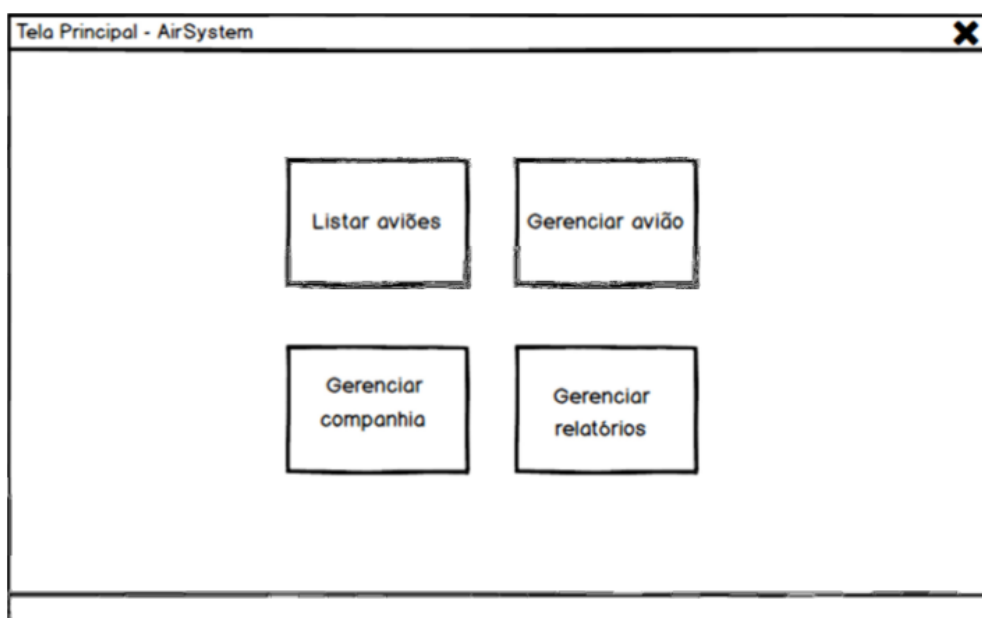 Tela Principal - AirSystem
Listar aviões
Gerenciar avião
Gerenciar
companhia
Gerenciar
relatórios